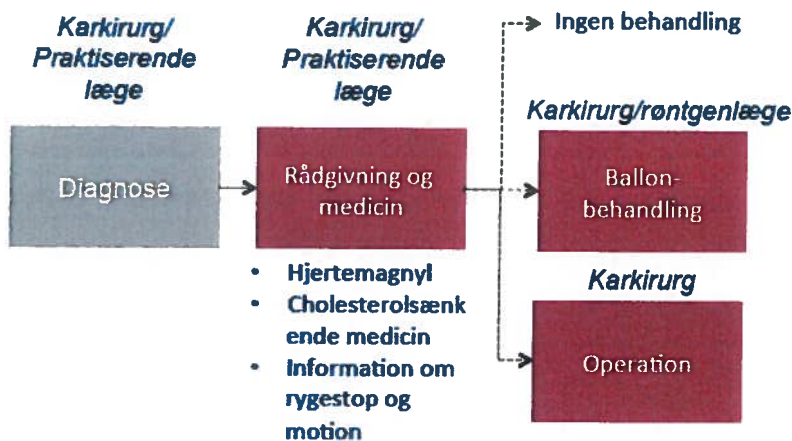 Karkirurg/
Praktiserende
læge
Diagnose
Karkirurg/
Praktiserende
læge
Rådgivning og
medicin
• Hjertemagnyl
• Cholesterolsænk
ende medicin
• Information om
rygestop og
motion
Ingen behandling
Karkirurg/røntgenlæge
Ballon-
behandling
Karkirurg
Operation